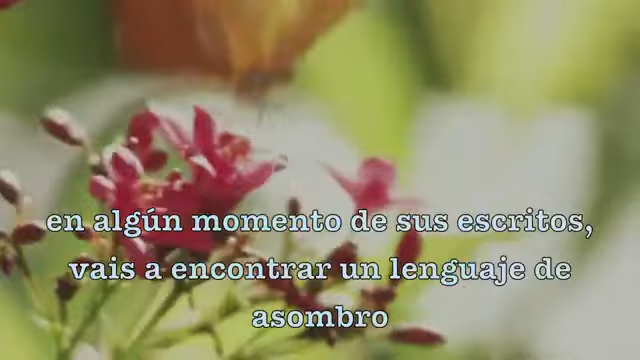 en algún momento de sus escritos,
vais a encontrar un lenguaje de
asombro